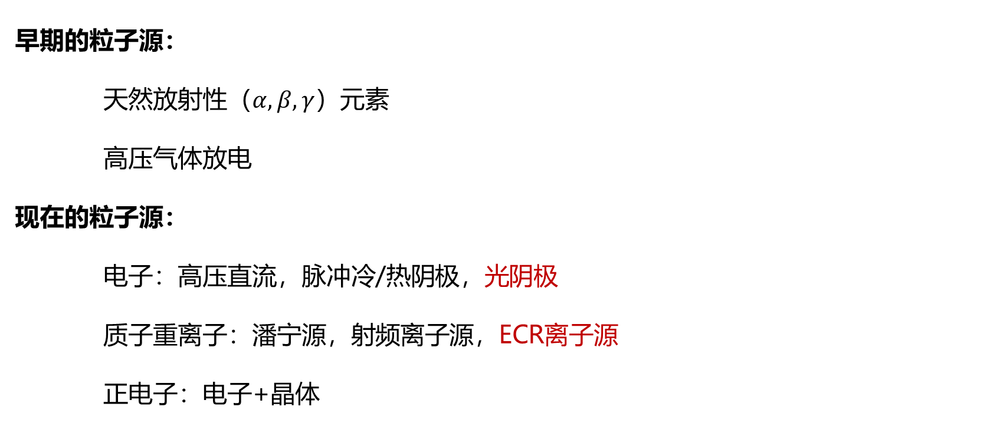 早期的粒子源：
天然放射性（α, β, γ）元素
高压气体放电
现在的粒子源：
电子：高压直流，脉冲冷/热阴极，光阴极
质子重离子：潘宁源，射频离子源，ECR离子源
正电子：电子+晶体